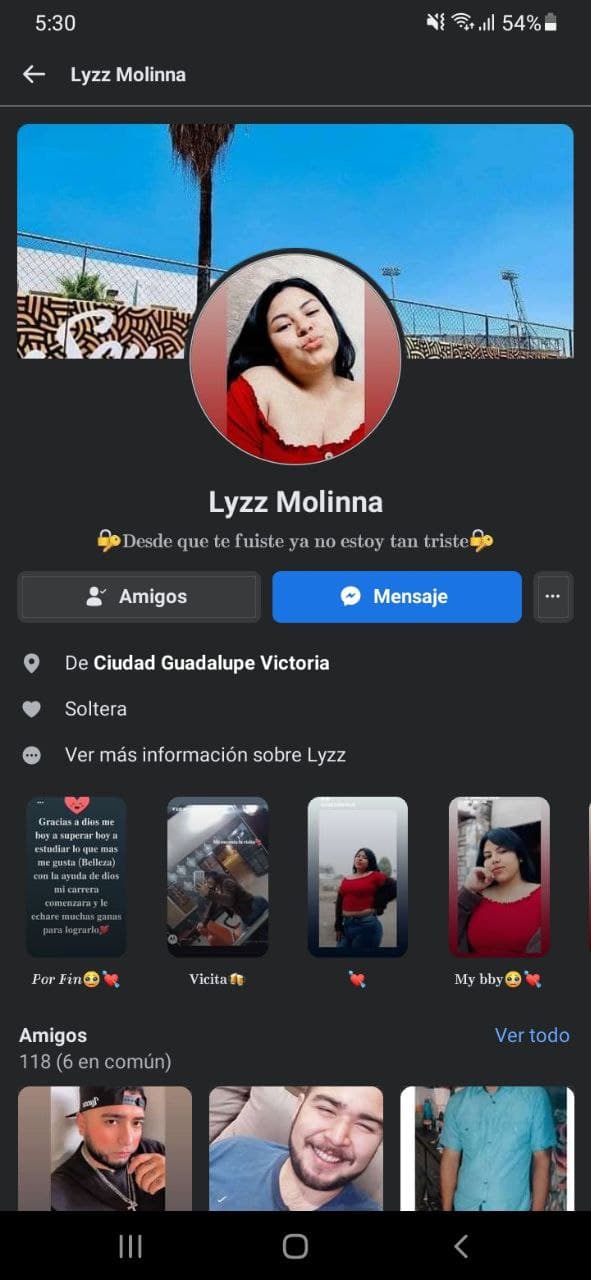 5:30
54%
Lyzz Molinna
Lyzz Molinna
🔐Desde que te fuiste ya no estoy tan triste🔐
Amigos
Mensaje
De Ciudad Guadalupe Victoria
Soltera
Ver más información sobre Lyzz
Gracias a dios me
boy a superar boy a
estudiar lo que mas
me gusta (Belleza)
con la ayuda de dios
mi carrera
comenzara y le
echare muchas ganas
para lograrlo💘
Por Fin🥺💘
Vicita🍻
💘
My bby🥺💘
Amigos
Ver todo
118 (6 en común)